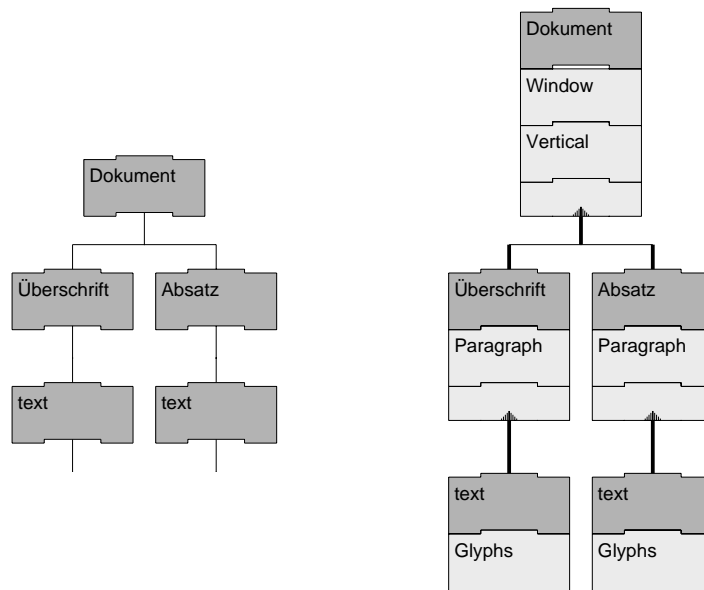 Dokument
Überschrift
Absatz
text
text
Dokument
Window
Vertical
Überschrift
Absatz
Paragraph
Paragraph
text
text
Glyphs
Glyphs